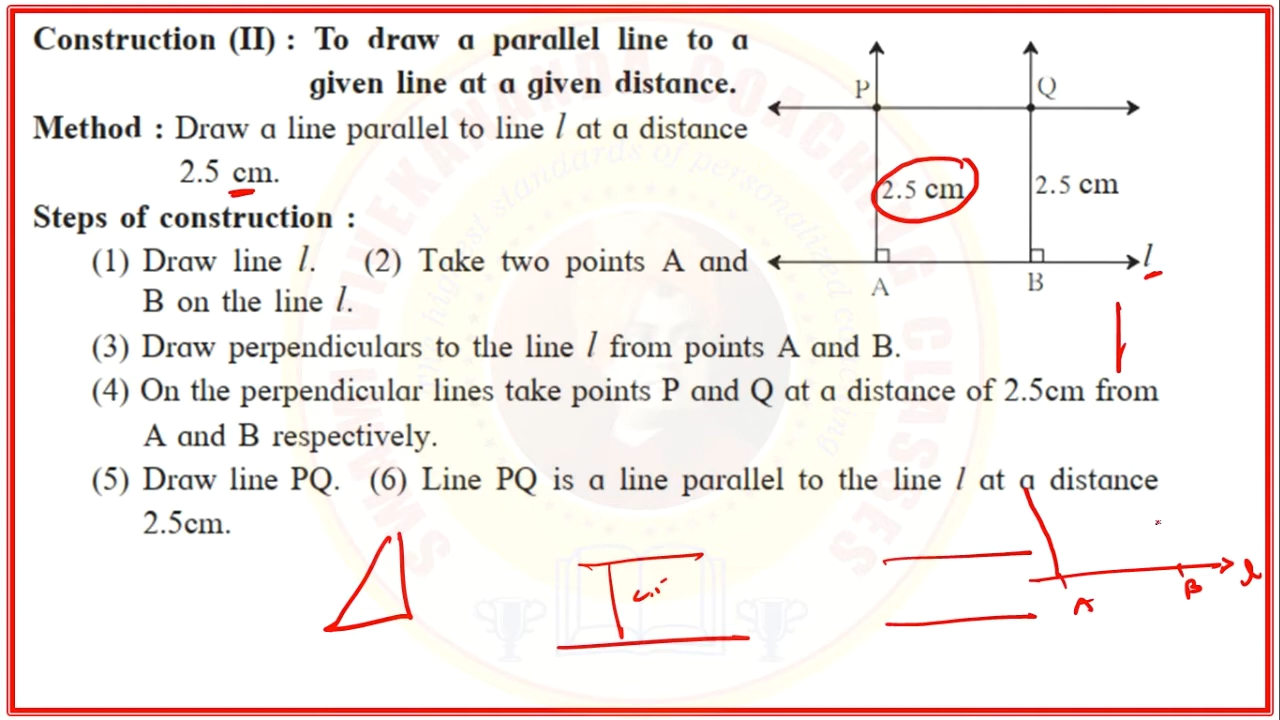 Construction (II) : To draw a parallel line to a
given line at a given distance.
Method : Draw a line parallel to line l at a distance
2.5 cm.
Steps of construction :
(1) Draw line l. (2) Take two points A and
B on the line l.
(3) Draw perpendiculars to the line l from points A and B.
(4) On the perpendicular lines take points P and Q at a distance of 2.5cm from
A and B respectively.
(5) Draw line PQ. (6) Line PQ is a line parallel to the line l at a distance
2.5cm.
P Q
2.5 cm 2.5 cm
l
A B
A B l